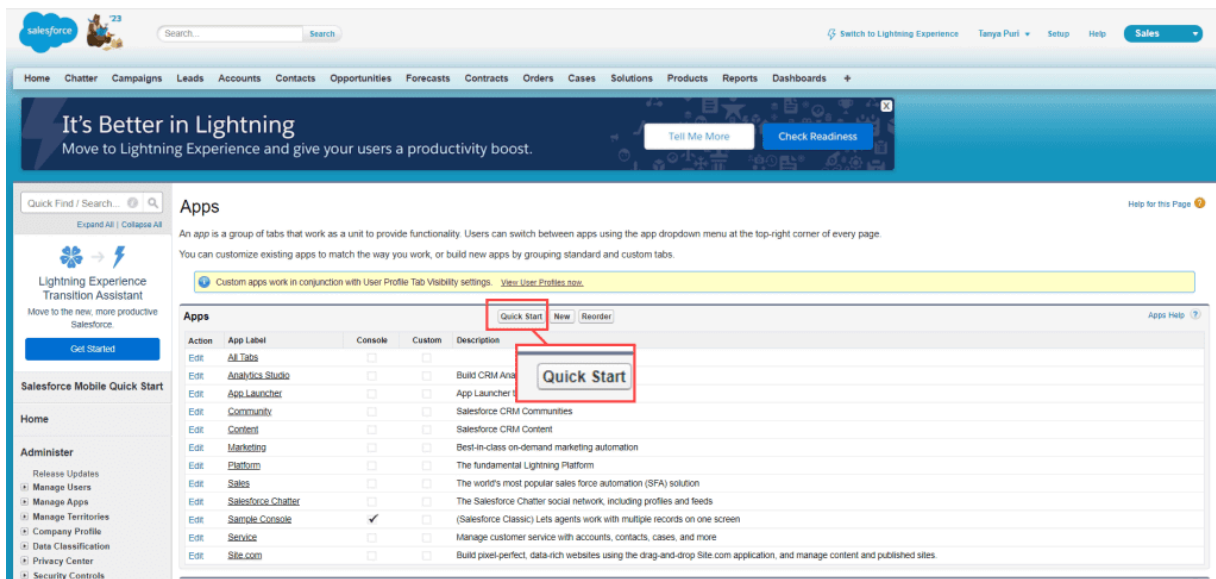 salesforce
'23
Search...
Search
Switch to Lightning Experience
Tanya Puri
Setup
Help
Sales
Home Chatter Campaigns Leads Accounts Contacts Opportunities Forecasts Contracts Orders Cases Solutions Products Reports Dashboards +
It's Better in Lightning
Move to Lightning Experience and give your users a productivity boost.
Tell Me More
Check Readiness
X
Quick Find / Search...
Expand All | Collapse All
Lightning Experience
Transition Assistant
Move to the new, more productive
Salesforce.
Get Started
Salesforce Mobile Quick Start
Home
Administer
Release Updates
Manage Users
Manage Apps
Manage Territories
Company Profile
Data Classification
Privacy Center
Security Controls
Apps
Help for this Page ?
An app is a group of tabs that work as a unit to provide functionality. Users can switch between apps using the app dropdown menu at the top-right corner of every page.
You can customize existing apps to match the way you work, or build new apps by grouping standard and custom tabs.
Custom apps work in conjunction with User Profile Tab Visibility settings. View User Profiles now.
Apps
Quick Start
New
Reorder
Apps Help ?
Action App Label Console Custom Description
Edit All Tabs
Edit Analytics Studio Build CRM Ana
Edit App Launcher App Launcher t
Quick Start
Edit Community Salesforce CRM Communities
Edit Content Salesforce CRM Content
Edit Marketing Best-in-class on-demand marketing automation
Edit Platform The fundamental Lightning Platform
Edit Sales The world's most popular sales force automation (SFA) solution
Edit Salesforce Chatter The Salesforce Chatter social network, including profiles and feeds
Edit Sample Console ✓ (Salesforce Classic) Lets agents work with multiple records on one screen
Edit Service Manage customer service with accounts, contacts, cases, and more
Edit Site.com Build pixel-perfect, data-rich websites using the drag-and-drop Site.com application, and manage content and published sites.